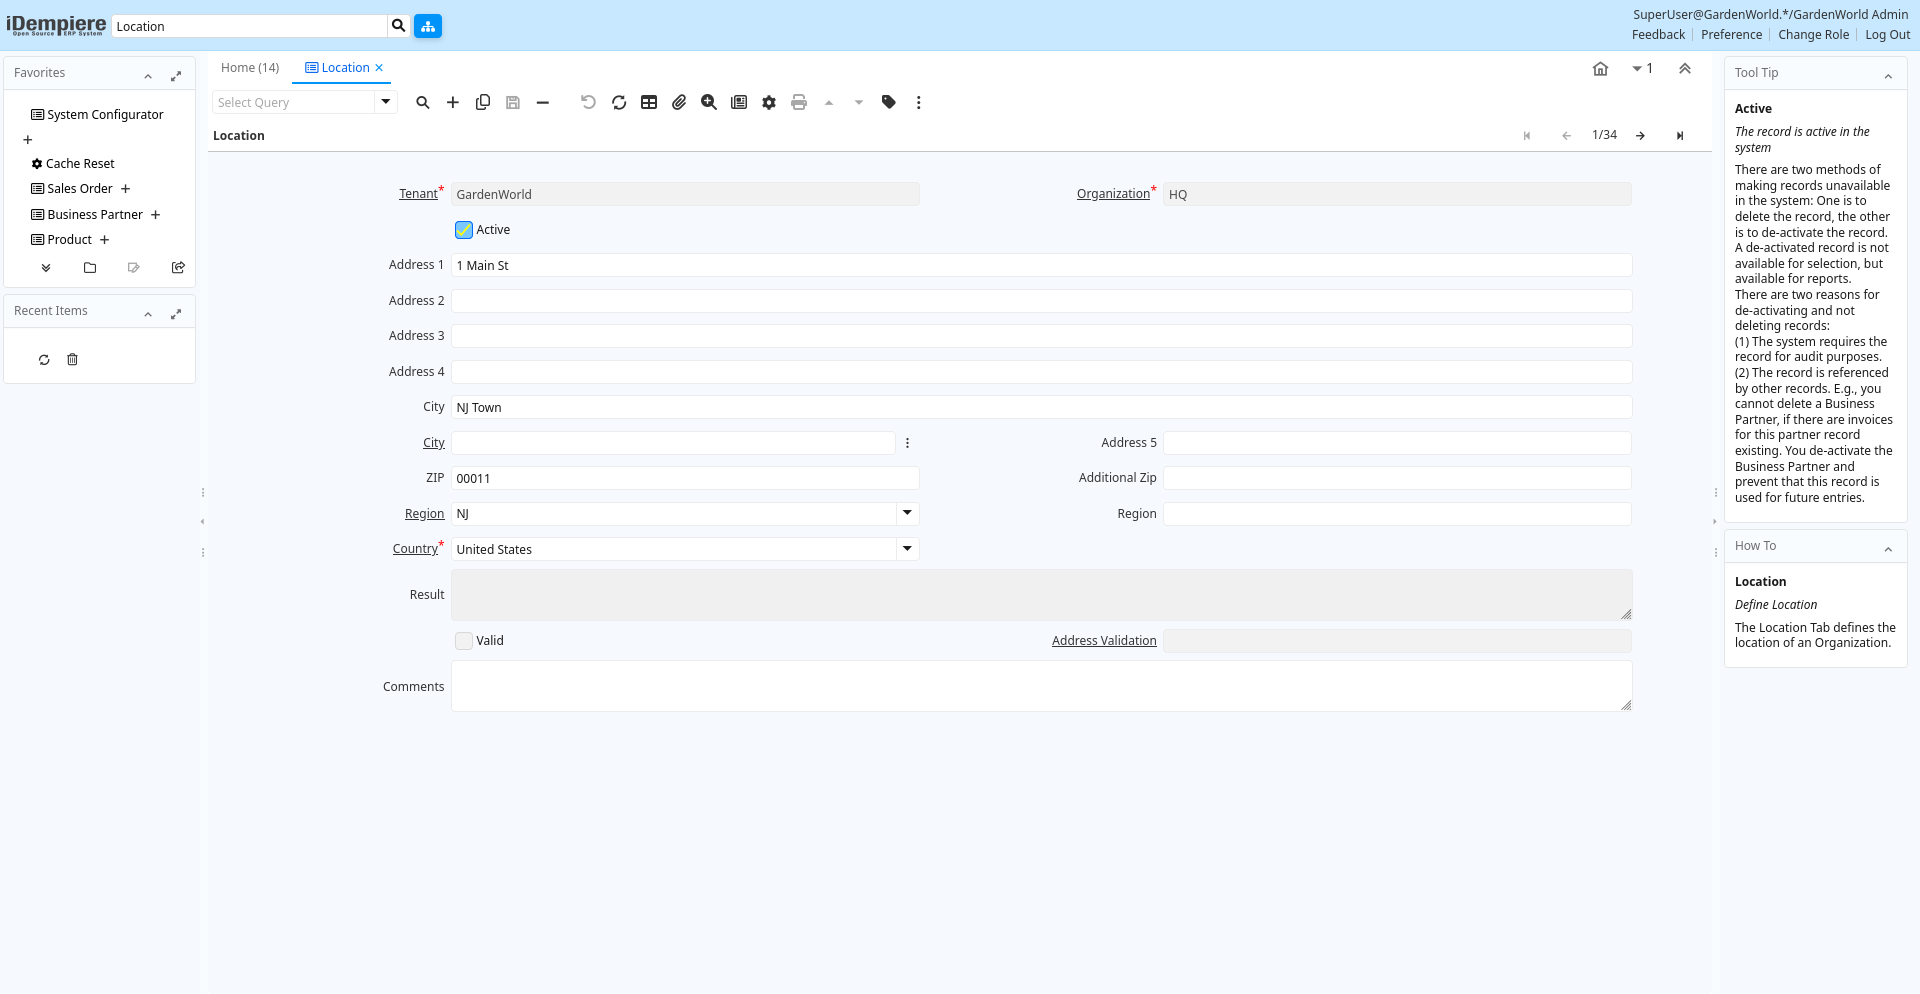 iDempiere
Open Source ERP System
Location
SuperUser@GardenWorld.*/GardenWorld Admin
Feedback
Preference
Change Role
Log Out
Favorites
System Configurator
Cache Reset
Sales Order
Business Partner
Product
Recent Items
Home (14)
Location
1
Select Query
Location
1/34
Tenant*
GardenWorld
Organization*
HQ
Active
Address 1
1 Main St
Address 2
Address 3
Address 4
City
NJ Town
City
Address 5
ZIP
00011
Additional Zip
Region
NJ
Region
Country*
United States
Result
Valid
Address Validation
Comments
Tool Tip
Active
The record is active in the
system
There are two methods of
making records unavailable
in the system: One is to
delete the record, the other
is to de-activate the record.
A de-activated record is not
available for selection, but
available for reports.
There are two reasons for
de-activating and not
deleting records:
(1) The system requires the
record for audit purposes.
(2) The record is referenced
by other records. E.g., you
cannot delete a Business
Partner, if there are invoices
for this partner record
existing. You de-activate the
Business Partner and
prevent that this record is
used for future entries.
How To
Location
Define Location
The Location Tab defines the
location of an Organization.